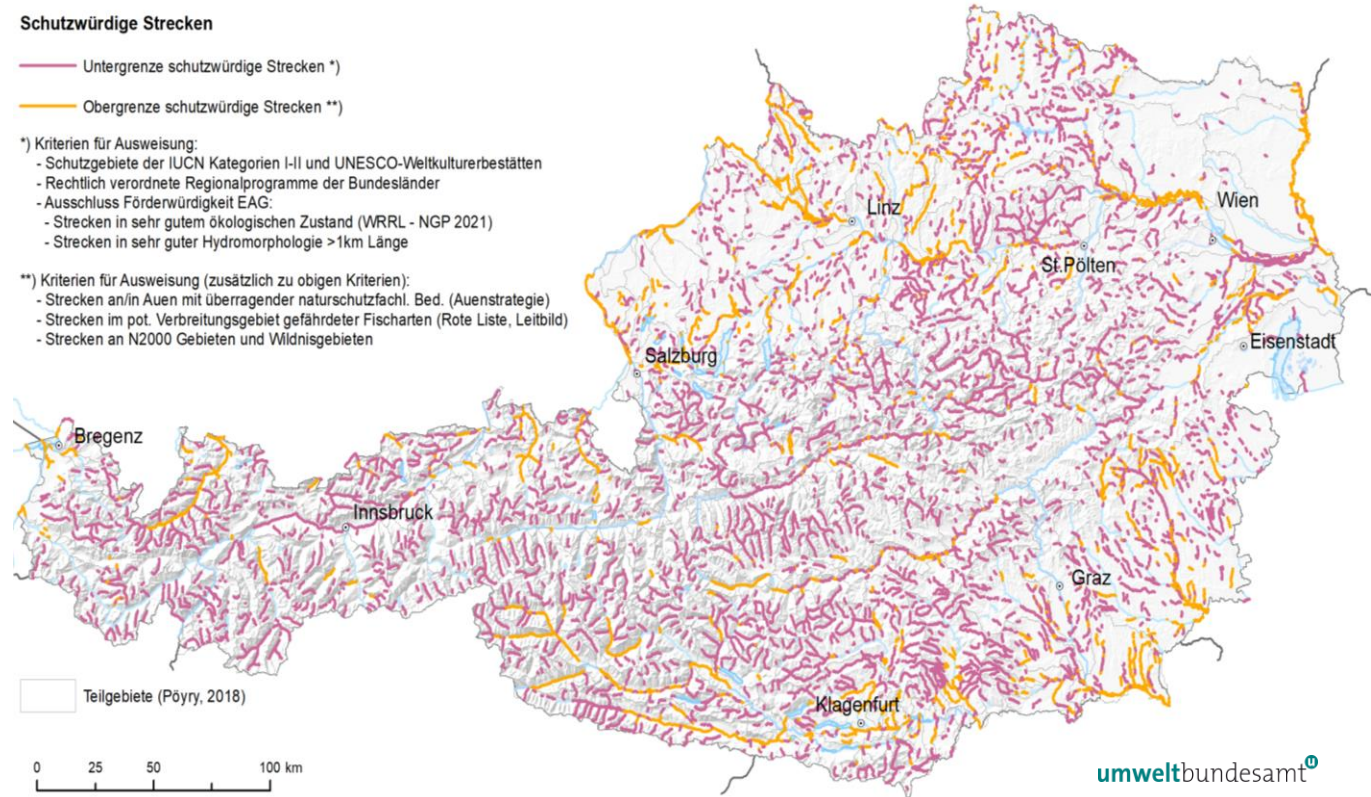 Schutzwürdige Strecken
Untergrenze schutzwürdige Strecken *)
Obergrenze schutzwürdige Strecken **)
*) Kriterien für Ausweisung:
- Schutzgebiete der IUCN Kategorien I-II und UNESCO-Weltkulturerbestätten
- Rechtlich verordnete Regionalprogramme der Bundesländer
- Ausschluss Förderwürdigkeit EAG:
- Strecken in sehr gutem ökologischen Zustand (WRRL - NGP 2021)
- Strecken in sehr guter Hydromorphologie >1km Länge
**) Kriterien für Ausweisung (zusätzlich zu obigen Kriterien):
- Strecken an/in Auen mit überragender naturschutzfachl. Bed. (Auenstrategie)
- Strecken im pot. Verbreitungsgebiet gefährdeter Fischarten (Rote Liste, Leitbild)
- Strecken an N2000 Gebieten und Wildnisgebieten
Linz
Wien
St.Pölten
Eisenstadt
Salzburg
Bregenz
Innsbruck
Graz
Klagenfurt
Teilgebiete (Pöyry, 2018)
0 25 50 100 km
umweltbundesamt u